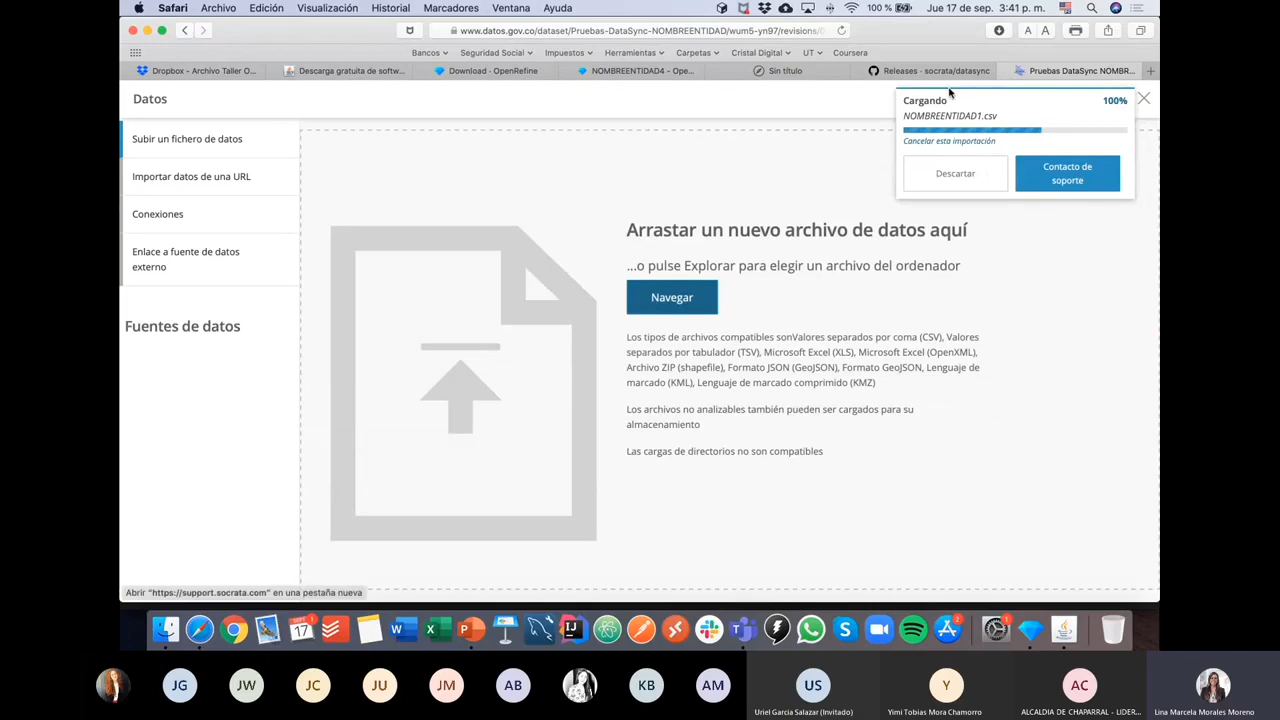 Safari Archivo Edición Visualización Historial Marcadores Ventana Ayuda 100 % Jue 17 de sep. 3:41 p. m.
www.datos.gov.co/dataset/Pruebas-DataSync-NOMBREENTIDAD/wum5-yn97/revisions/
A A
Bancos Seguridad Social Impuestos Herramientas Carpetas Cristal Digital UT Coursera
Dropbox - Archivo Taller O... Descarga gratuita de softw... Download - OpenRefine NOMBREENTIDAD4 - Ope... Sin título Releases - socrata/datasync Pruebas DataSync NOMBR...
Datos
Cargando 100%
NOMBREENTIDAD1.csv
Cancelar esta importación
Descartar
Contacto de
soporte
Subir un fichero de datos
Importar datos de una URL
Conexiones
Enlace a fuente de datos
externo
Fuentes de datos
Arrastar un nuevo archivo de datos aquí
...o pulse Explorar para elegir un archivo del ordenador
Navegar
Los tipos de archivos compatibles sonValores separados por coma (CSV), Valores
separados por tabulador (TSV), Microsoft Excel (XLS), Microsoft Excel (OpenXML),
Archivo ZIP (shapefile), Formato JSON (GeoJSON), Formato GeoJSON, Lenguaje de
marcado (KML), Lenguaje de marcado comprimido (KMZ)
Los archivos no analizables también pueden ser cargados para su
almacenamiento
Las cargas de directorios no son compatibles
Abrir "https://support.socrata.com" en una pestaña nueva
JG JW JC JU JM AB KB AM US Y AC
Uriel Garcia Salazar (Invitado) Yimi Tobias Mora Chamorro ALCALDIA DE CHAPARRAL - LIDER... Lina Marcela Morales Moreno